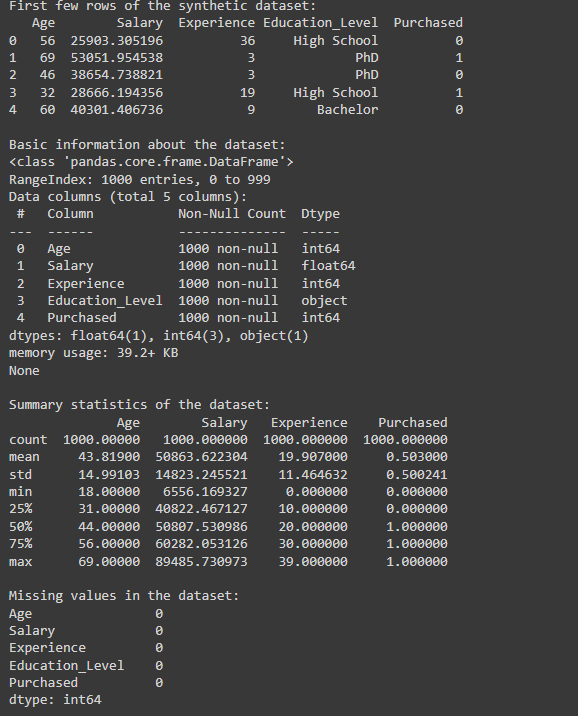 First few rows of the synthetic dataset:
   Age        Salary  Experience Education_Level  Purchased
0   56  25903.305196          36     High School          0
1   69  53051.954538           3             PhD          1
2   46  38654.738821           3             PhD          0
3   32  28666.194356          19     High School          1
4   60  40301.406736           9        Bachelor          0

Basic information about the dataset:
<class 'pandas.core.frame.DataFrame'>
RangeIndex: 1000 entries, 0 to 999
Data columns (total 5 columns):
 #   Column           Non-Null Count  Dtype
---  ------           --------------  -----
 0   Age              1000 non-null   int64
 1   Salary           1000 non-null   float64
 2   Experience       1000 non-null   int64
 3   Education_Level  1000 non-null   object
 4   Purchased        1000 non-null   int64
dtypes: float64(1), int64(3), object(1)
memory usage: 39.2+ KB
None

Summary statistics of the dataset:
              Age        Salary   Experience    Purchased
count  1000.00000   1000.000000  1000.000000  1000.000000
mean     43.81900  50863.622304    19.907000     0.503000
std      14.99103  14823.245521    11.464632     0.500241
min      18.00000   6556.169327     0.000000     0.000000
25%      31.00000  40822.467127    10.000000     0.000000
50%      44.00000  50807.530986    20.000000     1.000000
75%      56.00000  60282.053126    30.000000     1.000000
max      69.00000  89485.730973    39.000000     1.000000

Missing values in the dataset:
Age                0
Salary             0
Experience         0
Education_Level    0
Purchased          0
dtype: int64